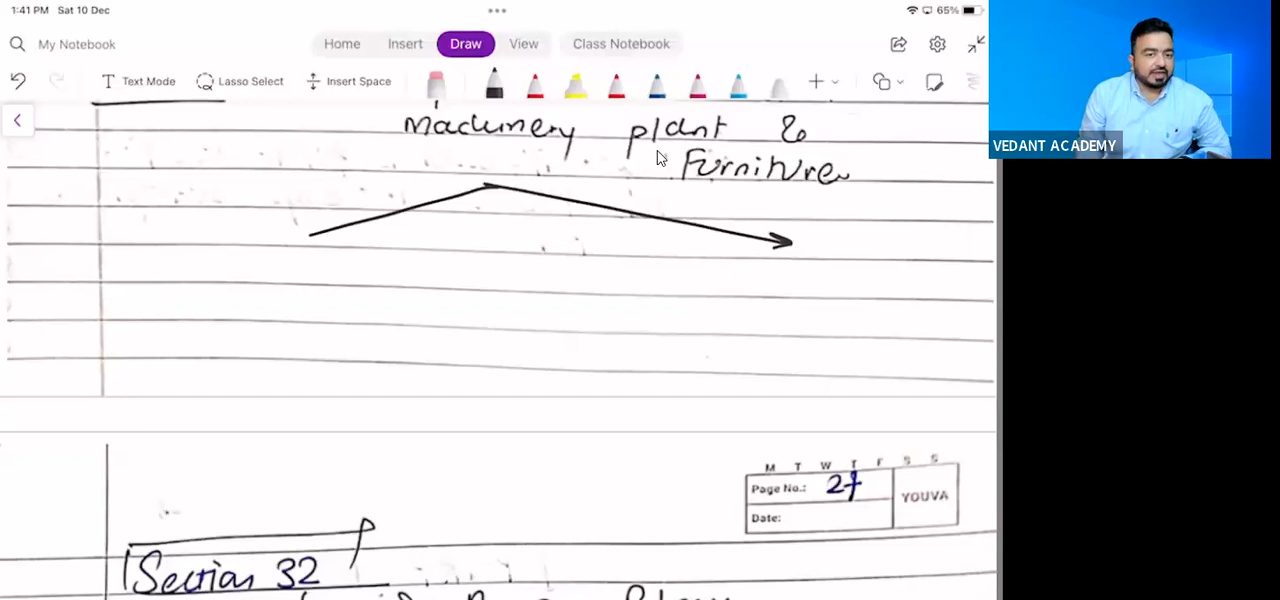 1:41 PM Sat 10 Dec
65%
My Notebook
Home Insert Draw View Class Notebook
Text Mode Lasso Select Insert Space
VEDANT ACADEMY
Machinery plant &
Furniture
M T W T F S S
Page No.: 27
YOUVA
Date:
Section 32